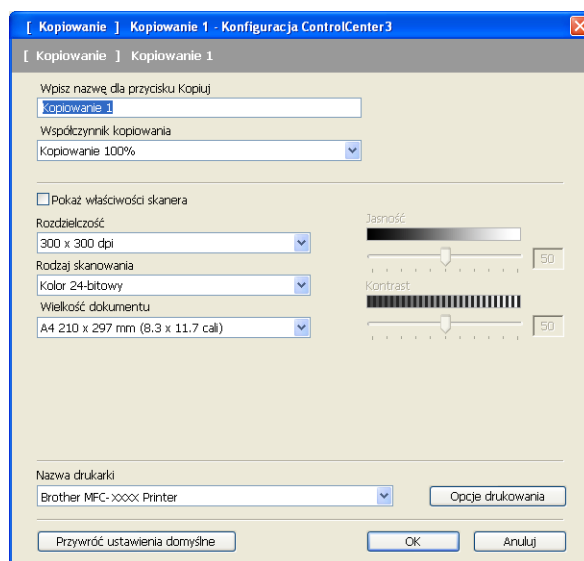 [ Kopiowanie ] Kopiowanie 1 - Konfiguracja ControlCenter3
[ Kopiowanie ] Kopiowanie 1
Wpisz nazwę dla przycisku Kopiuj
Kopiowanie 1
Współczynnik kopiowania
Kopiowanie 100%
Pokaż właściwości skanera
Rozdzielczość
300 x 300 dpi
Rodzaj skanowania
Kolor 24-bitowy
Wielkość dokumentu
A4 210 x 297 mm (8.3 x 11.7 cali)
Jasność
50
Kontrast
50
Nazwa drukarki
Brother MFC-XXXX Printer
Opcje drukowania
Przywróć ustawienia domyślne
OK
Anuluj